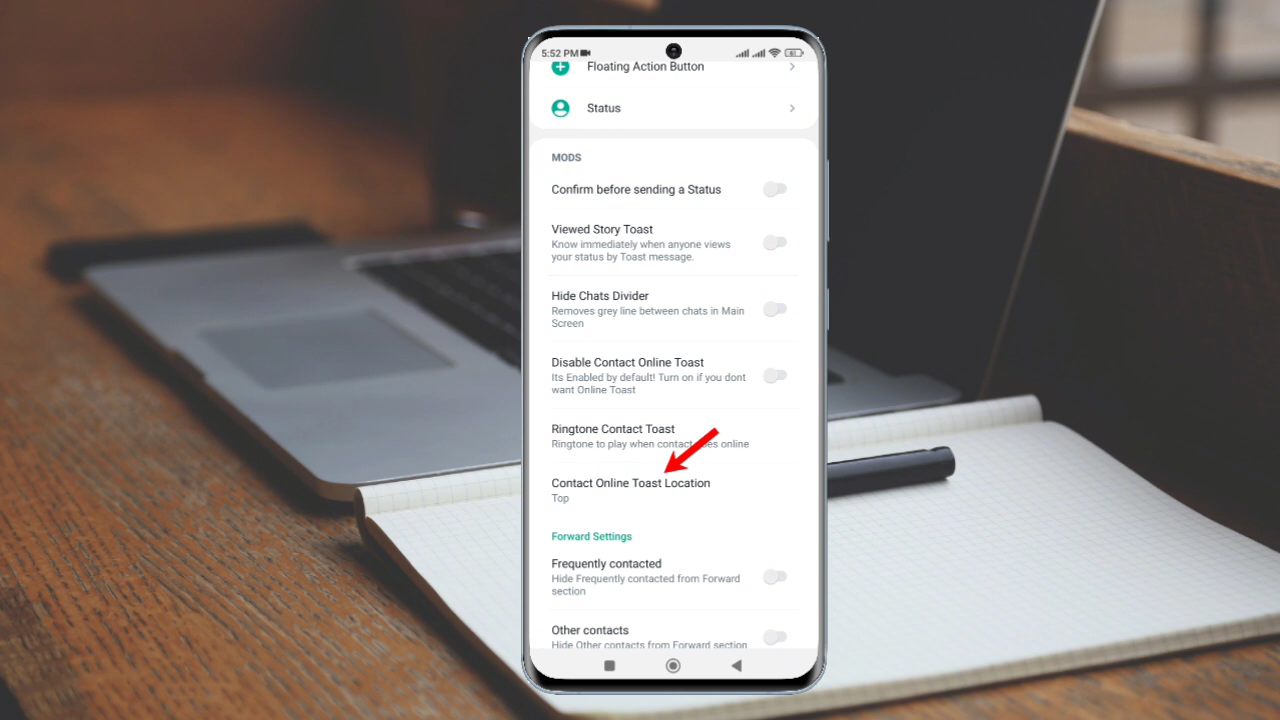 5:52 PM
Floating Action Button
Status
MODS
Confirm before sending a Status
Viewed Story Toast
Know immediately when anyone views
your status by Toast message.
Hide Chats Divider
Removes grey line between chats in Main
Screen
Disable Contact Online Toast
Its Enabled by default! Turn on if you dont
want Online Toast
Ringtone Contact Toast
Ringtone to play when contact online
Contact Online Toast Location
Top
Forward Settings
Frequently contacted
Hide Frequently contacted from Forward
section
Other contacts
Hide Other contacts from Forward section